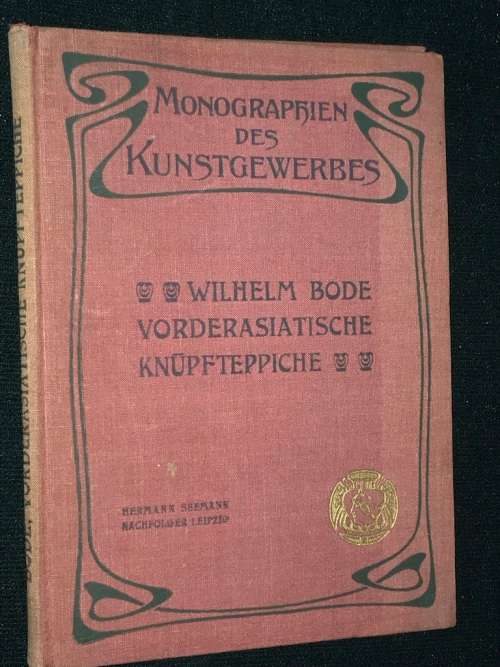 Monographien
des
Kunstgewerbes
WILHELM BODE
VORDERASIATISCHE
KNÜPFTEPPICHE
HERMANN SEEMANN
NACHFOLGER LEIPZIG
BODE, VORDERASIATISCHE KNÜPFTEPPICHE